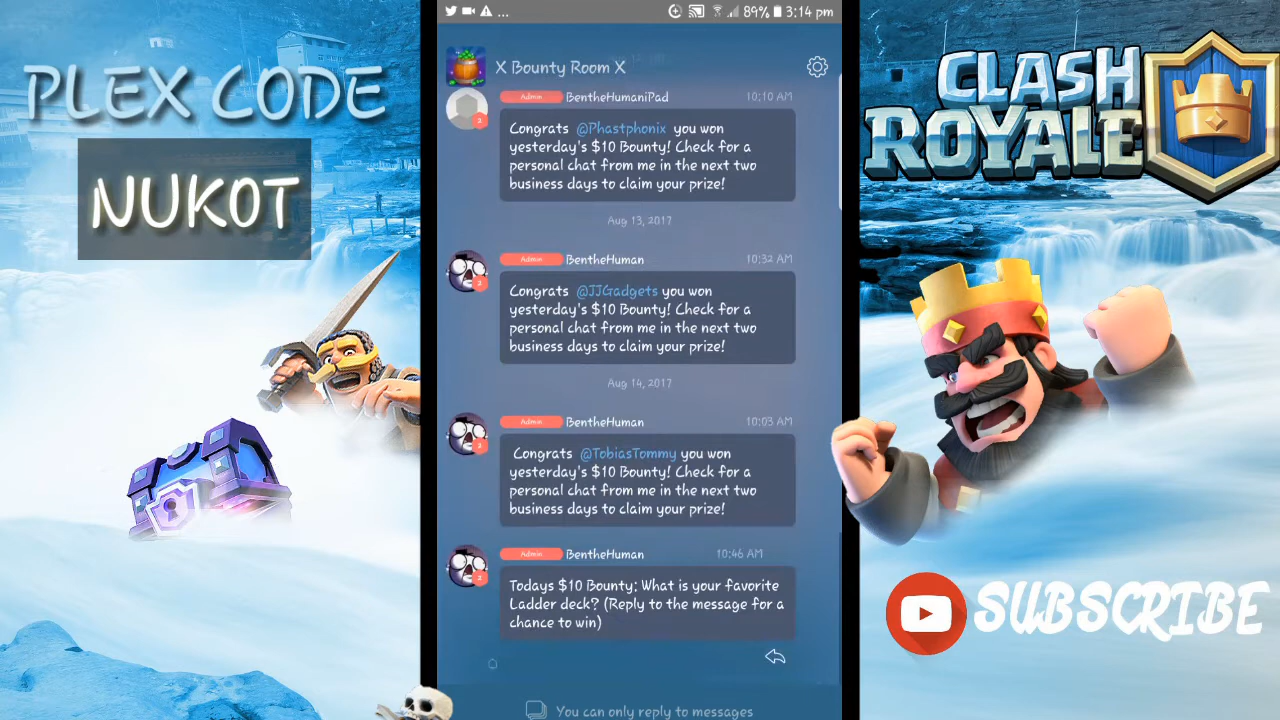 PLEX CODE
NUKOT
... 89% 3:14 pm
X Bounty Room X
Admin BentheHumaniPad 10:10 AM
Congrats @Phastphonix you won
yesterday's $10 Bounty! Check for a
personal chat from me in the next two
business days to claim your prize!
Aug 13, 2017
Admin BentheHuman 10:32 AM
Congrats @JJGadgets you won
yesterday's $10 Bounty! Check for a
personal chat from me in the next two
business days to claim your prize!
Aug 14, 2017
Admin BentheHuman 10:03 AM
Congrats @TobiasTommy you won
yesterday's $10 Bounty! Check for a
personal chat from me in the next two
business days to claim your prize!
Admin BentheHuman 10:46 AM
Todays $10 Bounty: What is your favorite
Ladder deck? (Reply to the message for a
chance to win)
You can only reply to messages
CLASH
ROYALE
SUBSCRIBE